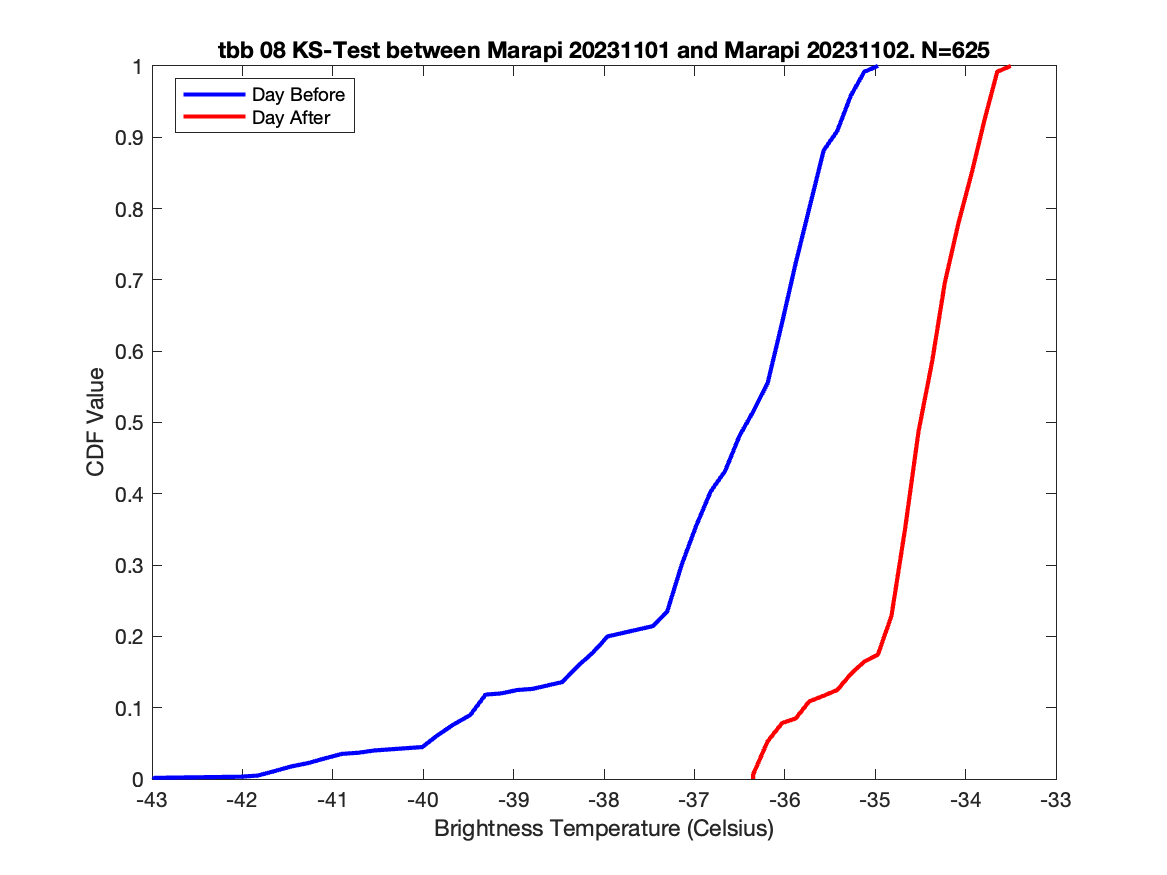 tbb 08 KS-Test between Marapi 20231101 and Marapi 20231102. N=625
Day Before
Day After
CDF Value
1
0.9
0.8
0.7
0.6
0.5
0.4
0.3
0.2
0.1
0
-43 -42 -41 -40 -39 -38 -37 -36 -35 -34 -33
Brightness Temperature (Celsius)